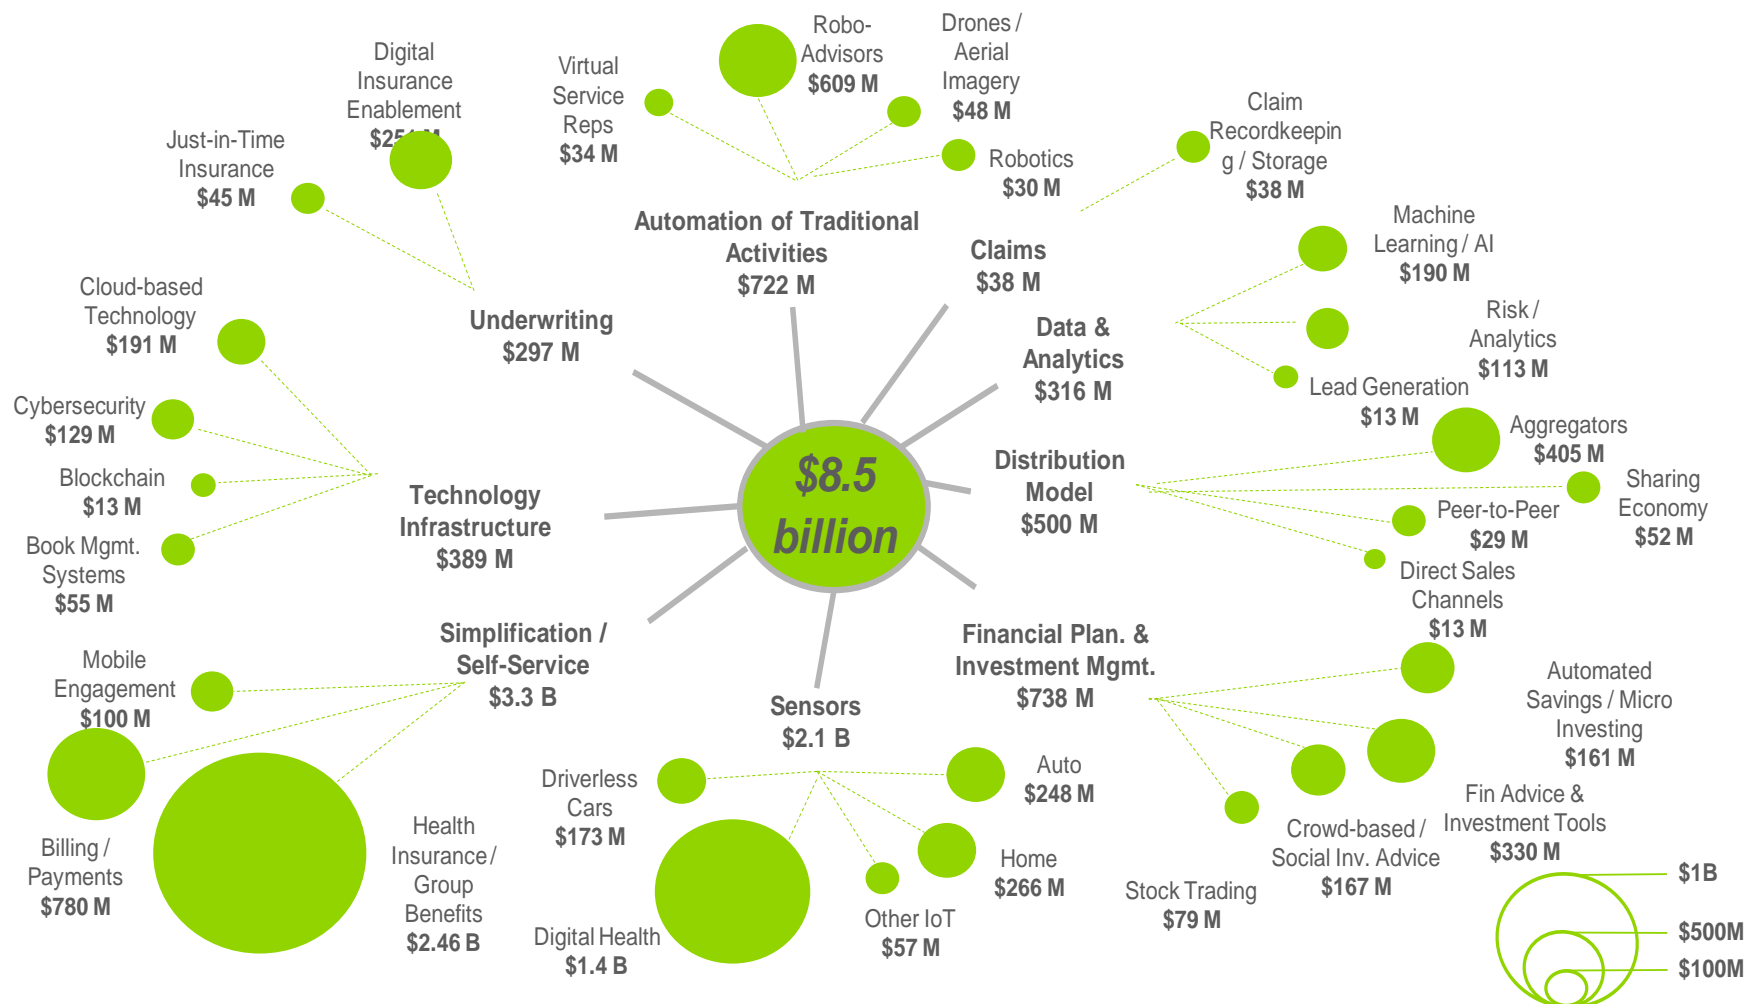 Robo-
Advisors
$609 M
Drones /
Aerial
Imagery
$48 M
Digital
Insurance
Enablement
Virtual
Service
Reps
$34 M
Claim
Recordkeepin
g / Storage
$38 M
Just-in-Time
Insurance
$45 M
Robotics
$30 M
Automation of Traditional
Activities
$722 M
Claims
$38 M
Machine
Learning / AI
$190 M
Cloud-based
Technology
$191 M
Underwriting
$297 M
Data &
Analytics
$316 M
Risk /
Analytics
$113 M
Lead Generation
$13 M
Cybersecurity
$129 M
Aggregators
$405 M
Blockchain
$13 M
Technology
Infrastructure
$389 M
$8.5
billion
Distribution
Model
$500 M
Sharing
Economy
$52 M
Peer-to-Peer
$29 M
Book Mgmt.
Systems
$55 M
Direct Sales
Channels
$13 M
Simplification /
Self-Service
$3.3 B
Financial Plan. &
Investment Mgmt.
$738 M
Mobile
Engagement
$100 M
Sensors
$2.1 B
Automated
Savings / Micro
Investing
$161 M
Driverless
Cars
$173 M
Auto
$248 M
Fin Advice &
Investment Tools
$330 M
Billing /
Payments
$780 M
Health
Insurance /
Group
Benefits
$2.46 B
Home
$266 M
Crowd-based /
Social Inv. Advice
$167 M
Stock Trading
$79 M
Digital Health
$1.4 B
Other IoT
$57 M
$1B
$500M
$100M